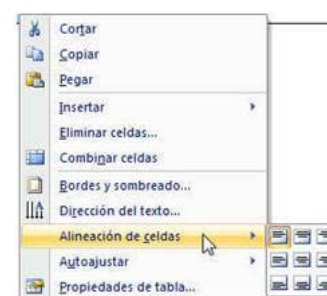 Cortar
Copiar
Pegar
Insertar
Eliminar celdas...
Combinar celdas
Bordes y sombreado...
Dirección del texto...
Alineación de celdas
Autoajustar
Propiedades de tabla...